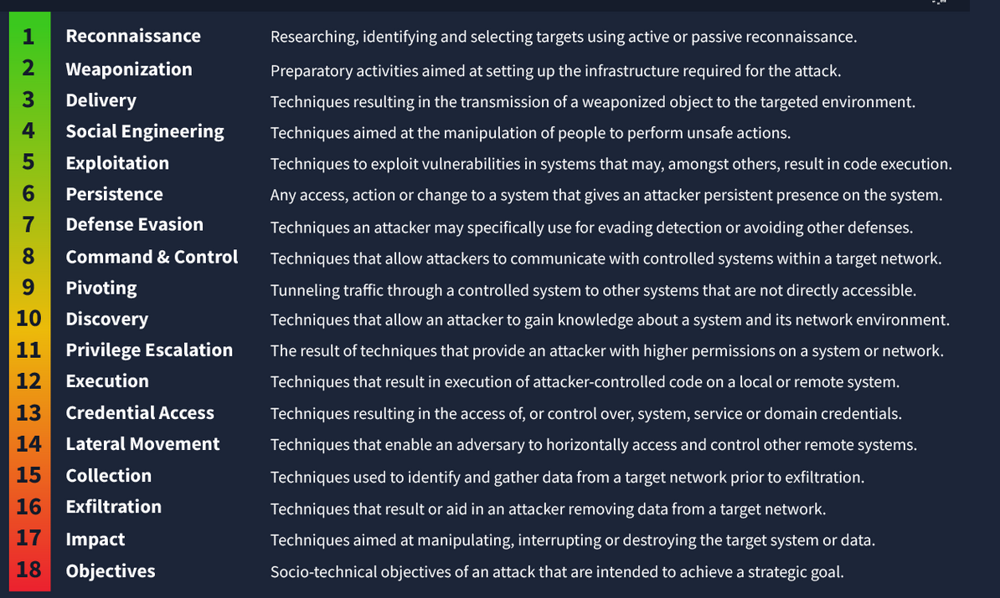 1 Reconnaissance Researching, identifying and selecting targets using active or passive reconnaissance.
2 Weaponization Preparatory activities aimed at setting up the infrastructure required for the attack.
3 Delivery Techniques resulting in the transmission of a weaponized object to the targeted environment.
4 Social Engineering Techniques aimed at the manipulation of people to perform unsafe actions.
5 Exploitation Techniques to exploit vulnerabilities in systems that may, amongst others, result in code execution.
6 Persistence Any access, action or change to a system that gives an attacker persistent presence on the system.
7 Defense Evasion Techniques an attacker may specifically use for evading detection or avoiding other defenses.
8 Command & Control Techniques that allow attackers to communicate with controlled systems within a target network.
9 Pivoting Tunneling traffic through a controlled system to other systems that are not directly accessible.
10 Discovery Techniques that allow an attacker to gain knowledge about a system and its network environment.
11 Privilege Escalation The result of techniques that provide an attacker with higher permissions on a system or network.
12 Execution Techniques that result in execution of attacker-controlled code on a local or remote system.
13 Credential Access Techniques resulting in the access of, or control over, system, service or domain credentials.
14 Lateral Movement Techniques that enable an adversary to horizontally access and control other remote systems.
15 Collection Techniques used to identify and gather data from a target network prior to exfiltration.
16 Exfiltration Techniques that result or aid in an attacker removing data from a target network.
17 Impact Techniques aimed at manipulating, interrupting or destroying the target system or data.
18 Objectives Socio-technical objectives of an attack that are intended to achieve a strategic goal.